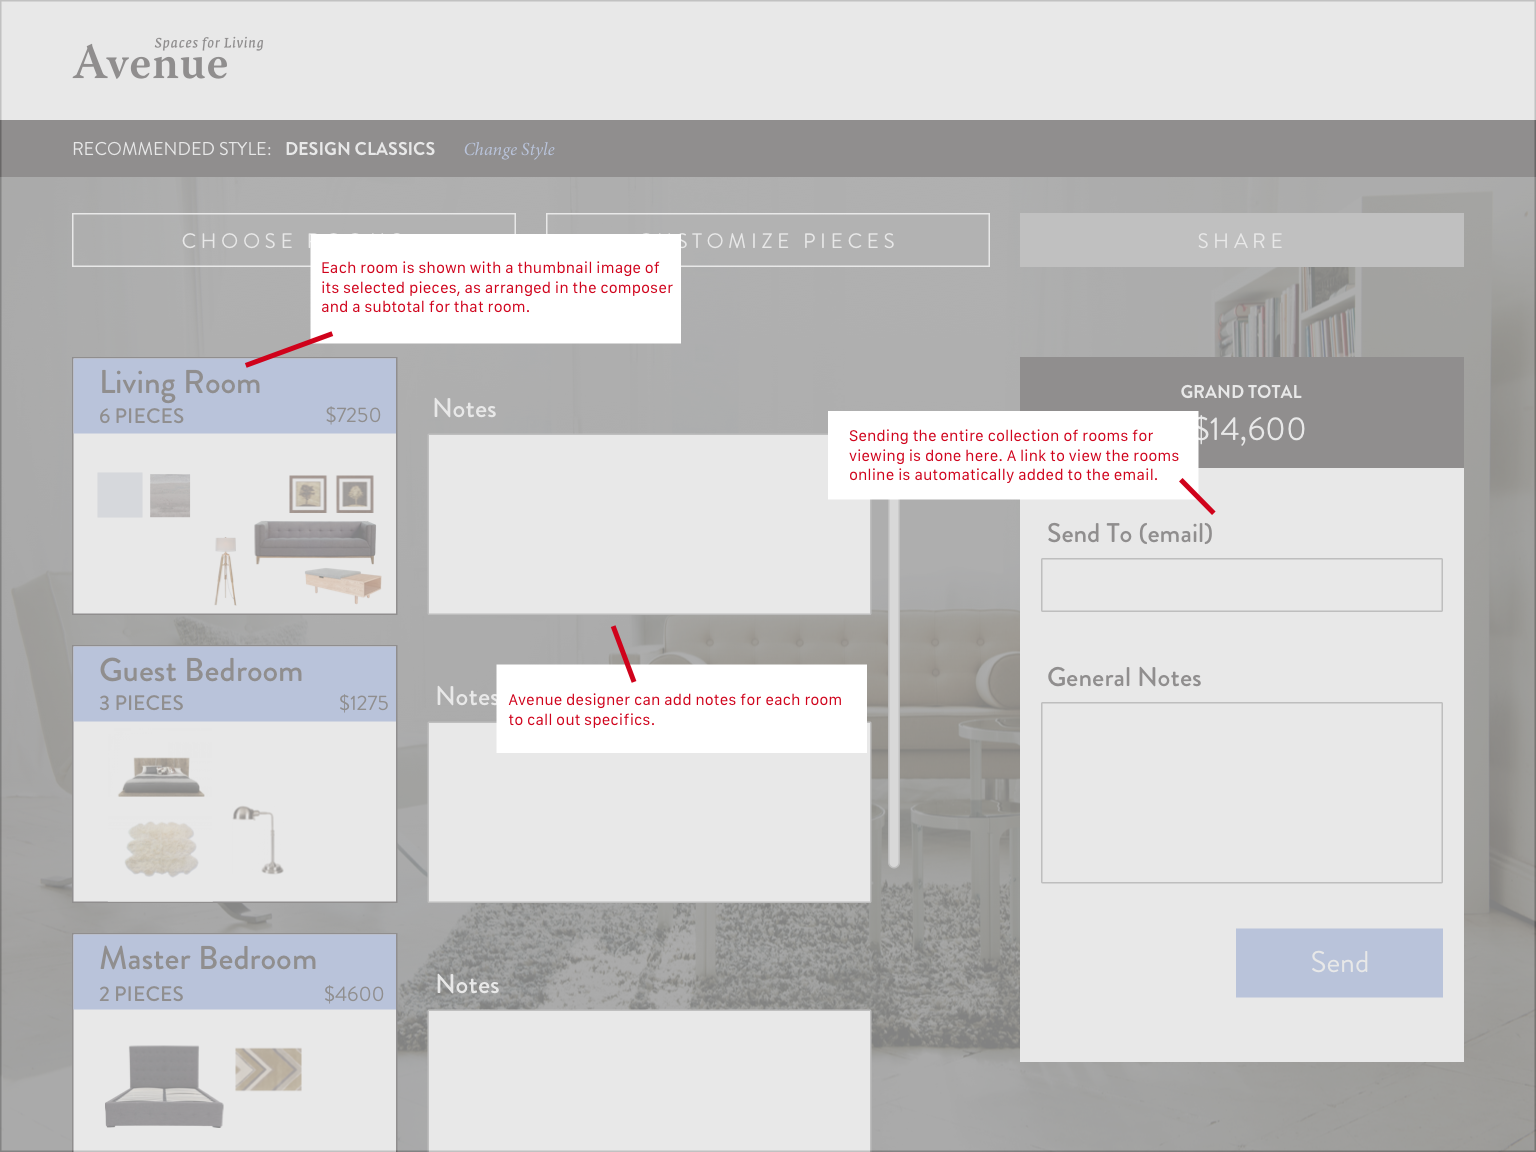 Spaces for Living
Avenue
RECOMMENDED STYLE: DESIGN CLASSICS Change Style
CHOOSE
CUSTOMIZE PIECES
SHARE
Each room is shown with a thumbnail image of
its selected pieces, as arranged in the composer
and a subtotal for that room.
Living Room
6 PIECES $7250
Notes
GRAND TOTAL
$14,600
Sending the entire collection of rooms for
viewing is done here. A link to view the rooms
online is automatically added to the email.
Send To (email)
Guest Bedroom
3 PIECES $1275
Notes
Avenue designer can add notes for each room
to call out specifics.
General Notes
Master Bedroom
2 PIECES $4600
Notes
Send